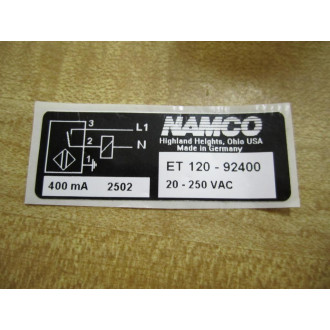 3
L1
2
N
1
400 mA 2502
NAMCO
Highland Heights, Ohio USA
Made in Germany
ET 120 - 92400
20 - 250 VAC